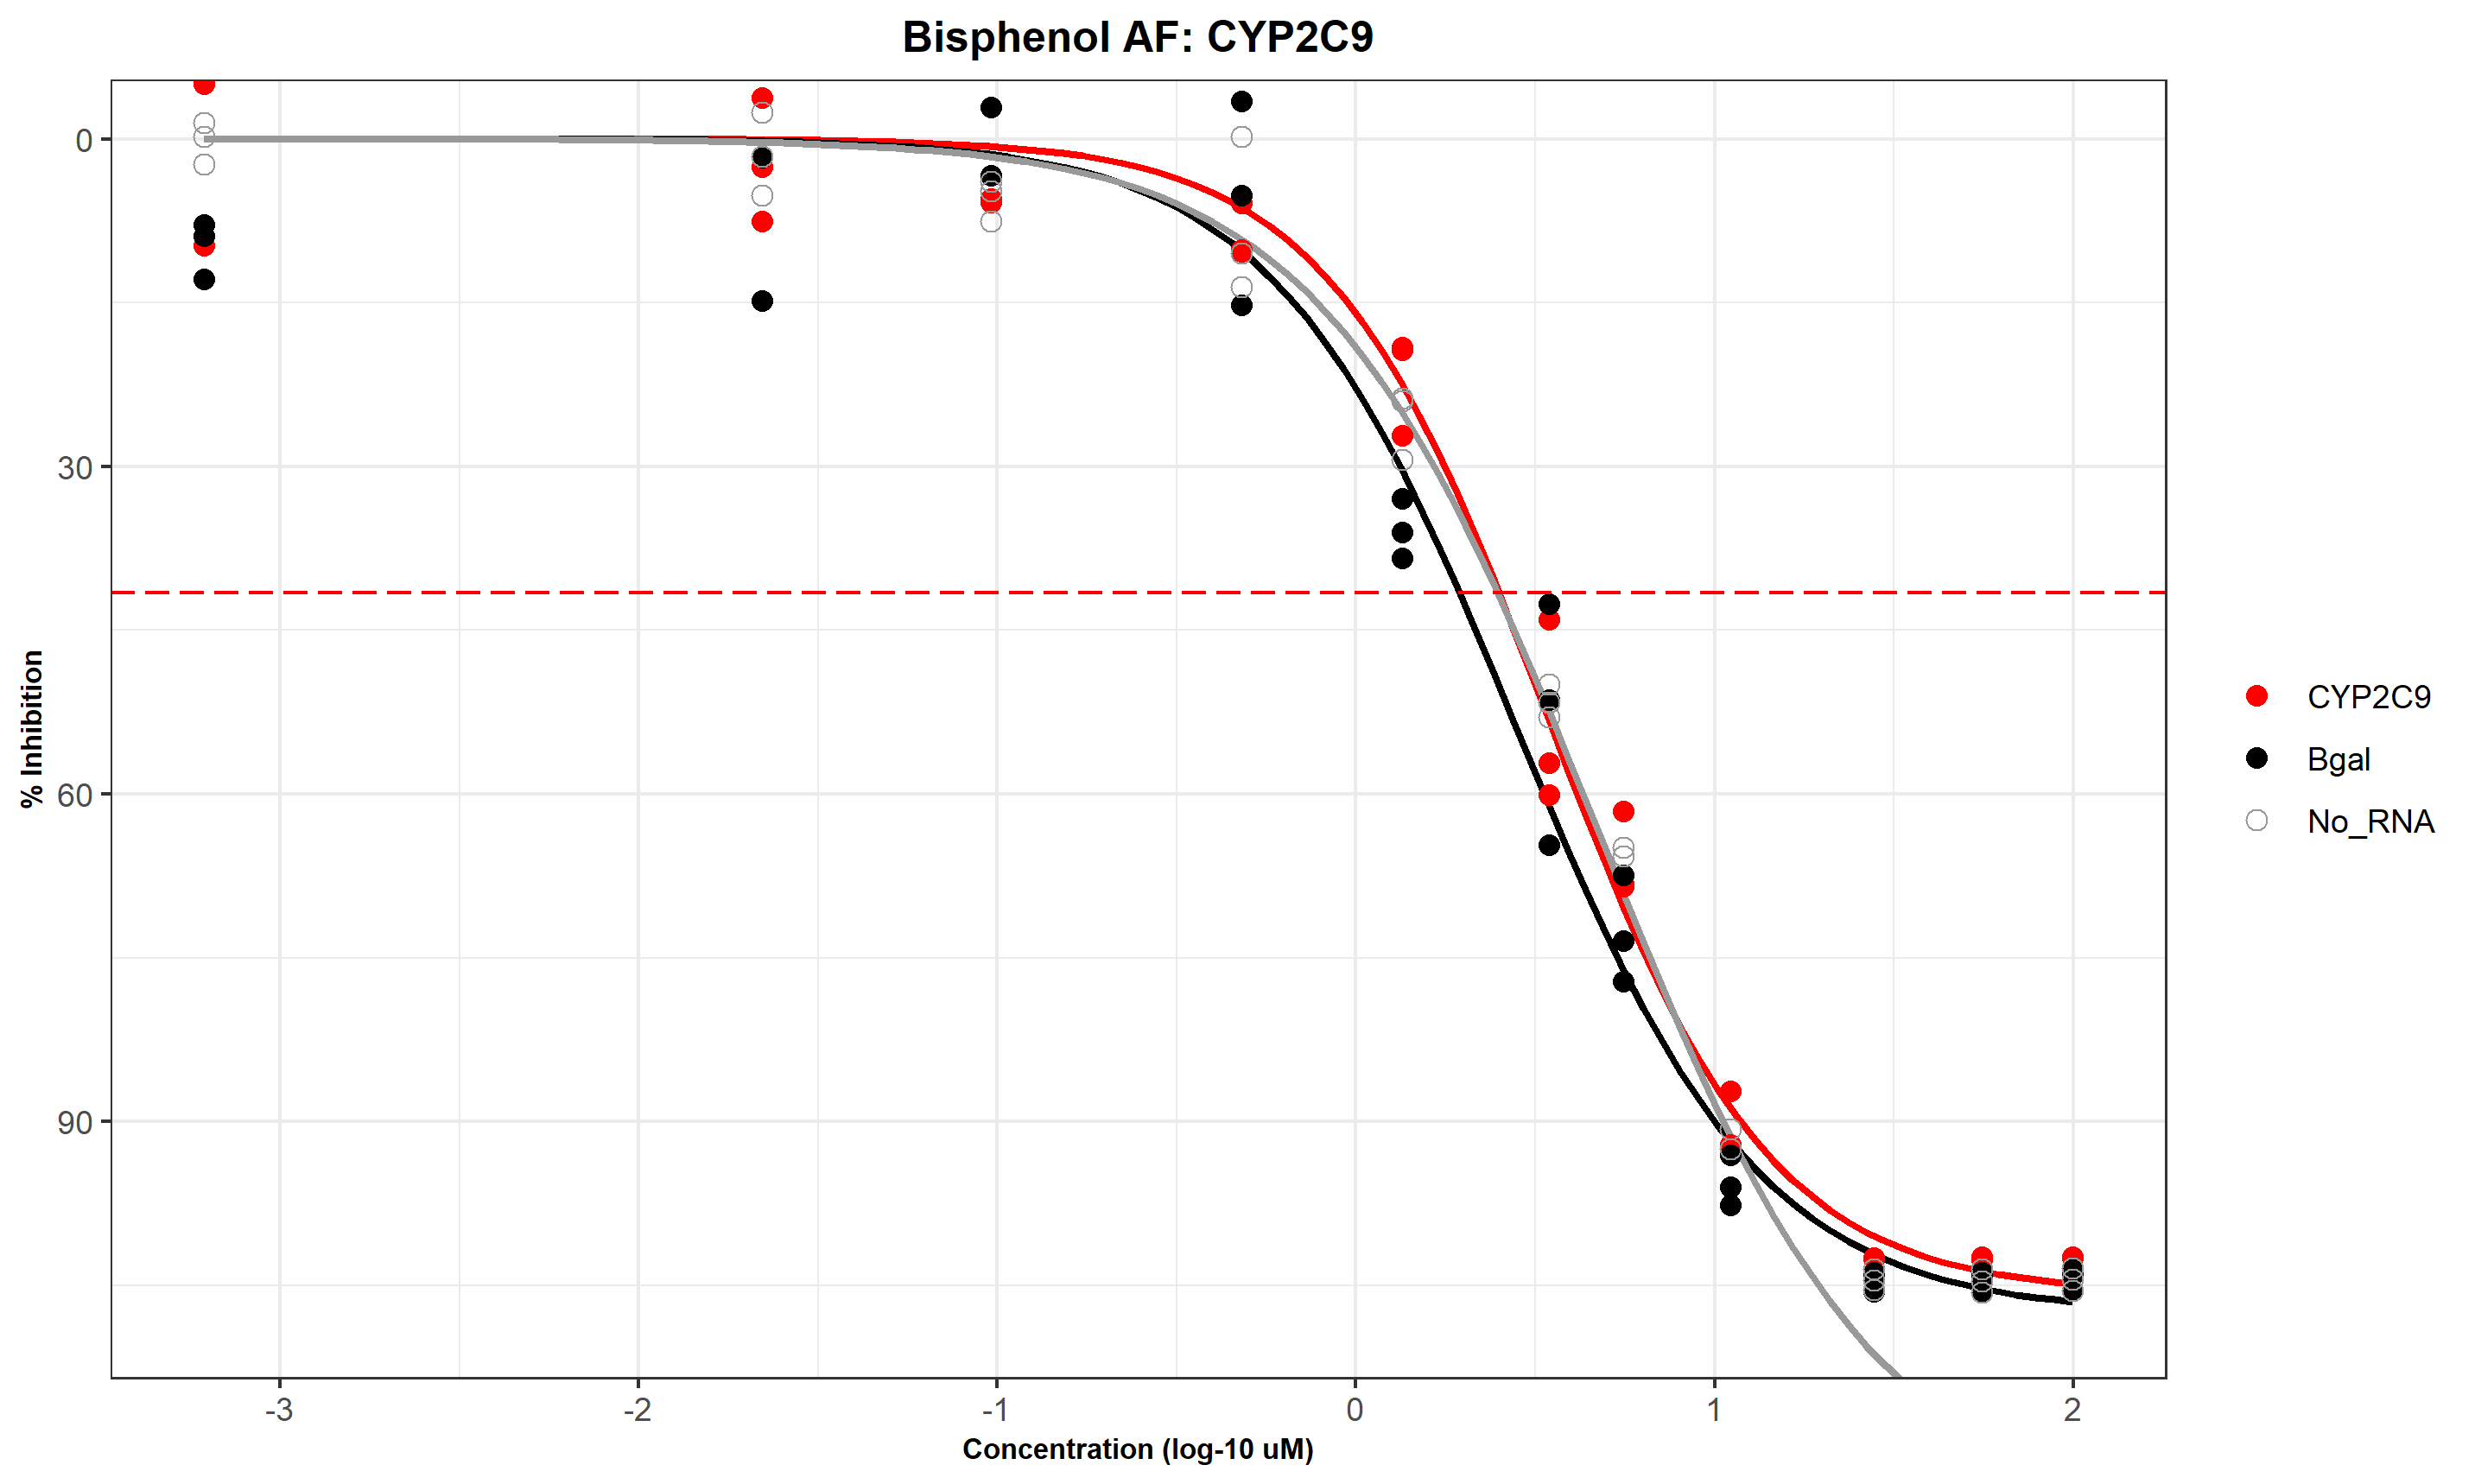 Bisphenol AF: CYP2C9
0
30
60
90
% Inhibition
-3
-2
-1
0
1
2
Concentration (log-10 uM)
CYP2C9
Bgal
No_RNA